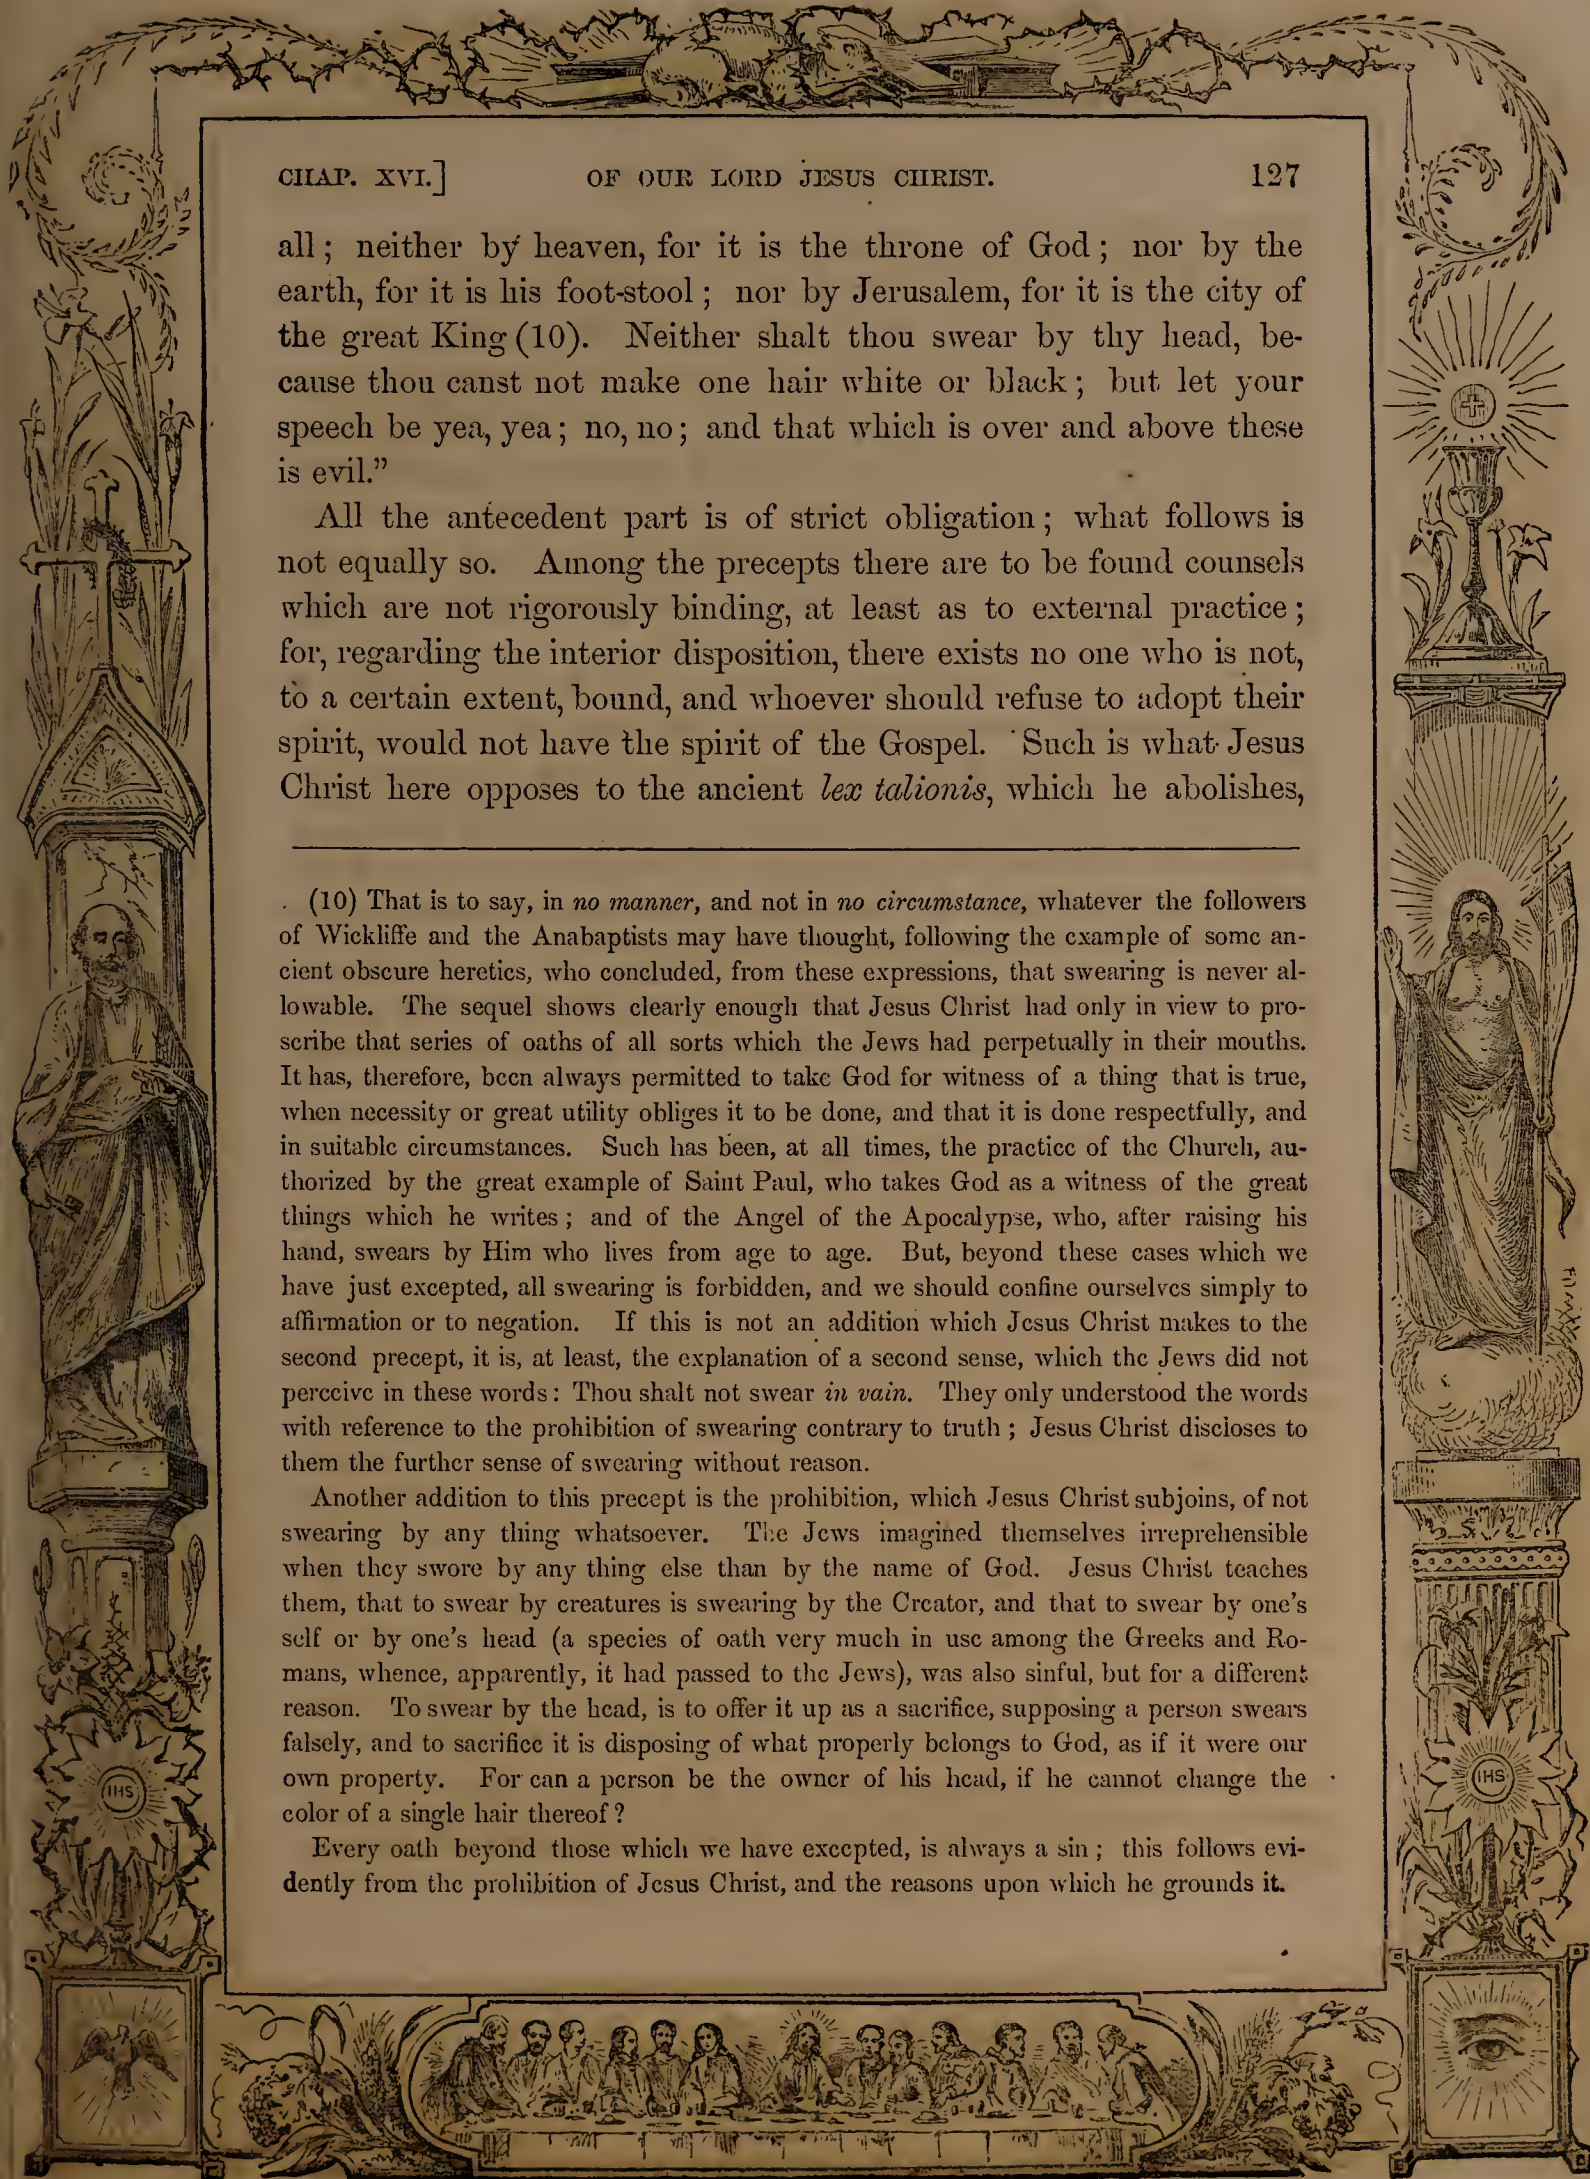 CHAP. XVI.] OF OUR LORD JESUS CHRIST. 127
all; neither by heaven, for it is the throne of God; nor by the
earth, for it is his foot-stool; nor by Jerusalem, for it is the city of
the great King (10). Neither shalt thou swear by thy head, be-
cause thou canst not make one hair white or black; but let your
speech be yea, yea; no, no; and that which is over and above these
is evil.”
All the antecedent part is of strict obligation; what follows is
not equally so. Among the precepts there are to be found counsels
which are not rigorously binding, at least as to external practice;
for, regarding the interior disposition, there exists no one who is not,
to a certain extent, bound, and whoever should refuse to adopt their
spirit, would not have the spirit of the Gospel. Such is what Jesus
Christ here opposes to the ancient lex talionis, which he abolishes,
(10) That is to say, in no manner, and not in no circumstance, whatever the followers
of Wickliffe and the Anabaptists may have thought, following the example of some an-
cient obscure heretics, who concluded, from these expressions, that swearing is never al-
lowable. The sequel shows clearly enough that Jesus Christ had only in view to pro-
scribe that series of oaths of all sorts which the Jews had perpetually in their mouths.
It has, therefore, been always permitted to take God for witness of a thing that is true,
when necessity or great utility obliges it to be done, and that it is done respectfully, and
in suitable circumstances. Such has been, at all times, the practice of the Church, au-
thorized by the great example of Saint Paul, who takes God as a witness of the great
things which he writes; and of the Angel of the Apocalypse, who, after raising his
hand, swears by Him who lives from age to age. But, beyond these cases which we
have just excepted, all swearing is forbidden, and we should confine ourselves simply to
affirmation or to negation. If this is not an addition which Jesus Christ makes to the
second precept, it is, at least, the explanation of a second sense, which the Jews did not
perceive in these words: Thou shalt not swear in vain. They only understood the words
with reference to the prohibition of swearing contrary to truth; Jesus Christ discloses to
them the further sense of swearing without reason.
Another addition to this precept is the prohibition, which Jesus Christ subjoins, of not
swearing by any thing whatsoever. The Jews imagined themselves irreprehensible
when they swore by any thing else than by the name of God. Jesus Christ teaches
them, that to swear by creatures is swearing by the Creator, and that to swear by one’s
self or by one’s head (a species of oath very much in use among the Greeks and Ro-
mans, whence, apparently, it had passed to the Jews), was also sinful, but for a different
reason. To swear by the head, is to offer it up as a sacrifice, supposing a person swears
falsely, and to sacrifice it is disposing of what properly belongs to God, as if it were our
own property. For can a person be the owner of his head, if he cannot change the
color of a single hair thereof?
Every oath beyond those which we have excepted, is always a sin; this follows evi-
dently from the prohibition of Jesus Christ, and the reasons upon which he grounds it.
IHS
IHS